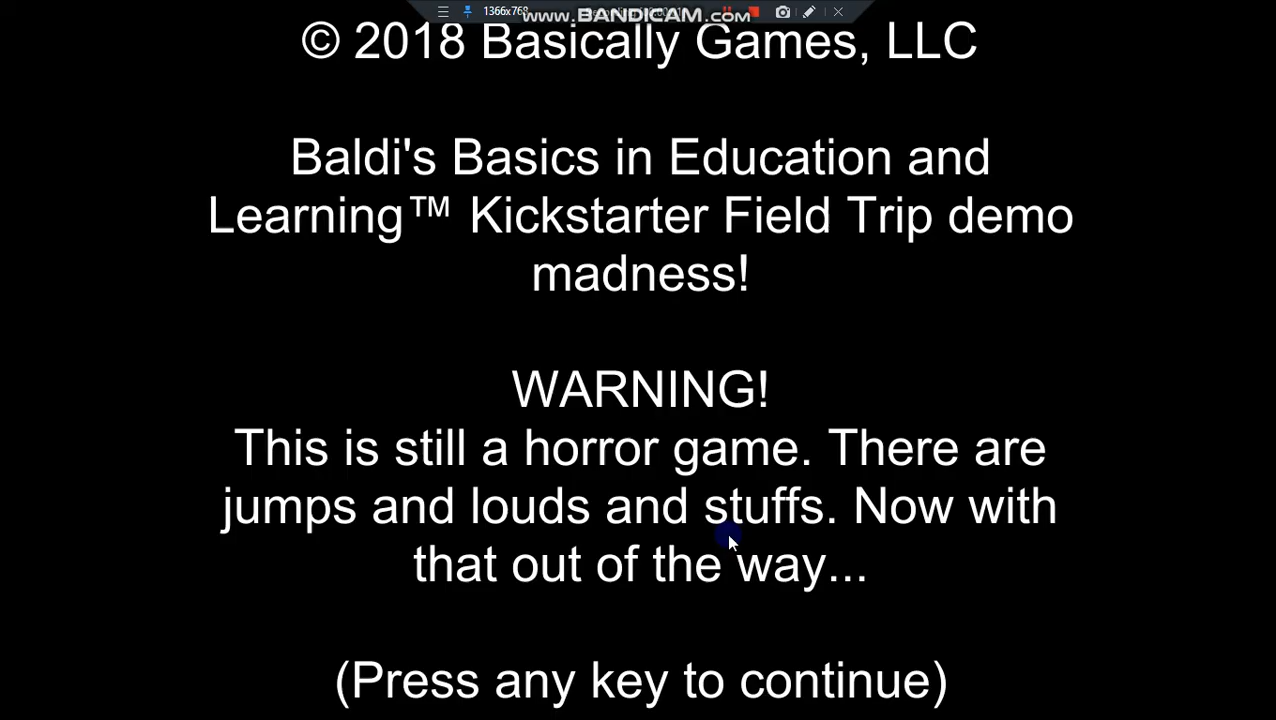 1366x768
www.BANDICAM.com
© 2018 Basically Games, LLC
Baldi's Basics in Education and
Learning™ Kickstarter Field Trip demo
madness!
WARNING!
This is still a horror game. There are
jumps and louds and stuffs. Now with
that out of the way...
(Press any key to continue)